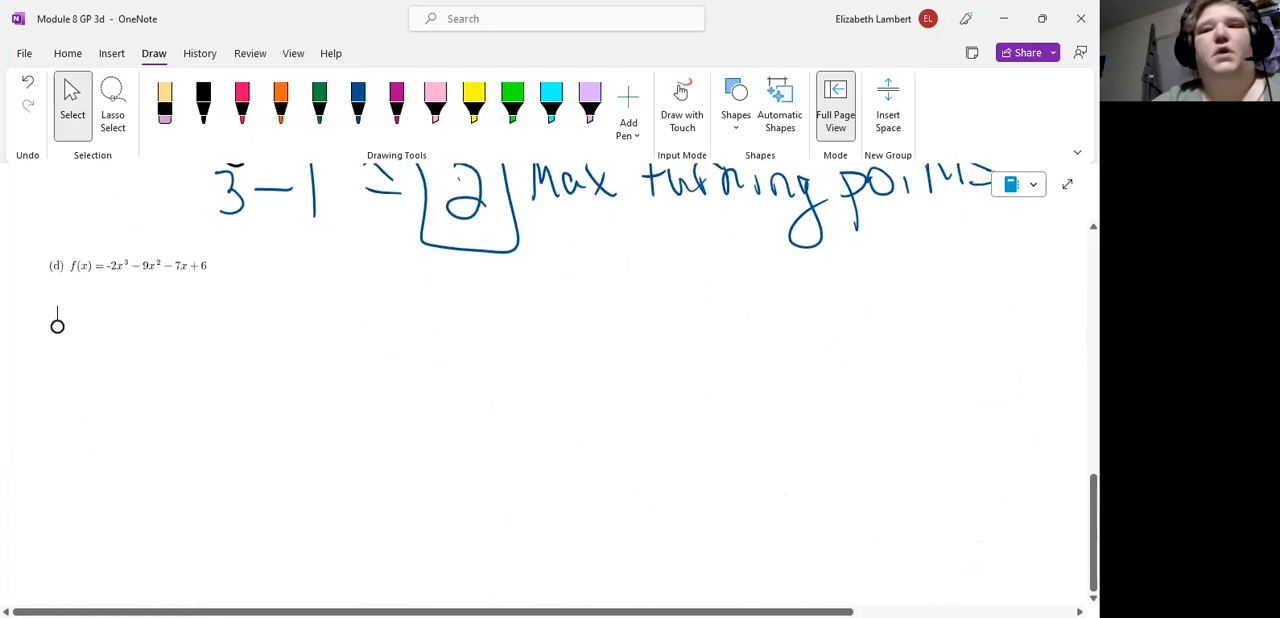 Module 8 GP 3d - OneNote
Search
Elizabeth Lambert EL
File Home Insert Draw History Review View Help
Share
Select
Lasso Select
Add Pen
Draw with Touch
Shapes
Automatic Shapes
Full Page View
Insert Space
Undo
Selection
Drawing Tools
Input Mode
Shapes
Mode
New Group
3 - 1 = 2 Max turning points
(d) f(x) = -2x³ − 9x² − 7x + 6